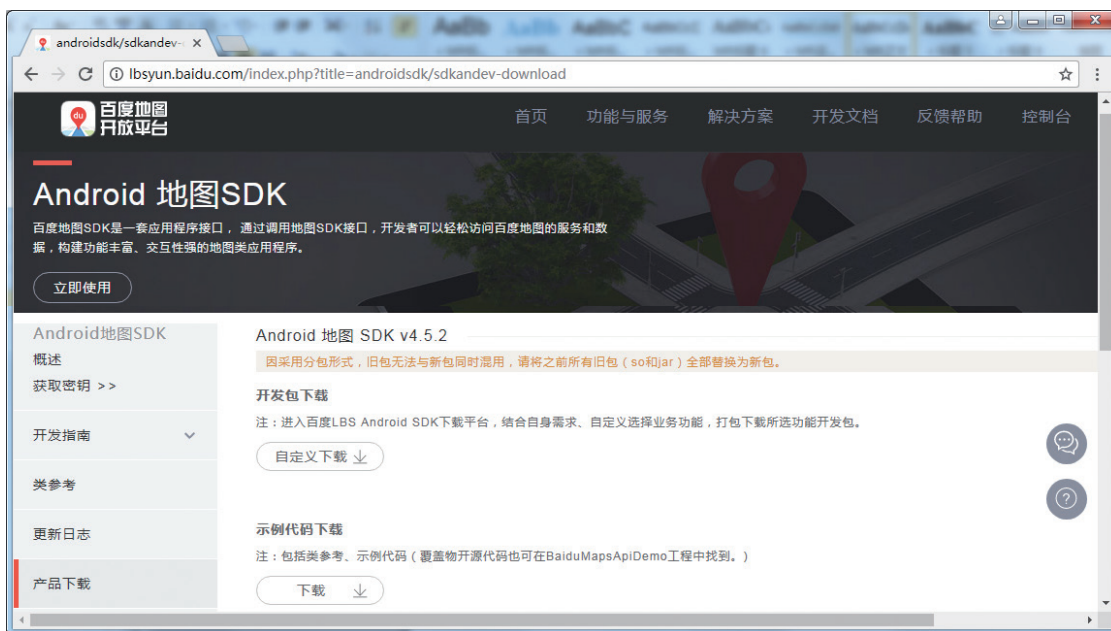 androidsdk/sdkandev-
lbsyun.baidu.com/index.php?title=androidsdk/sdkandev-download
du
百度地图
开放平台
首页 功能与服务 解决方案 开发文档 反馈帮助 控制台
Android 地图SDK
百度地图SDK是一套应用程序接口，通过调用地图SDK接口，开发者可以轻松访问百度地图的服务和数
据，构建功能丰富、交互性强的地图类应用程序。
立即使用
Android地图SDK
概述
获取密钥 >>
开发指南
类参考
更新日志
产品下载
Android 地图 SDK v4.5.2
因采用分包形式，旧包无法与新包同时混用，请将之前所有旧包（so和jar）全部替换为新包。
开发包下载
注：进入百度LBS Android SDK下载平台，结合自身需求、自定义选择业务功能，打包下载所选功能开发包。
自定义下载
示例代码下载
注：包括类参考、示例代码（覆盖物开源代码也可在BaiduMapsApiDemo工程中找到。）
下载